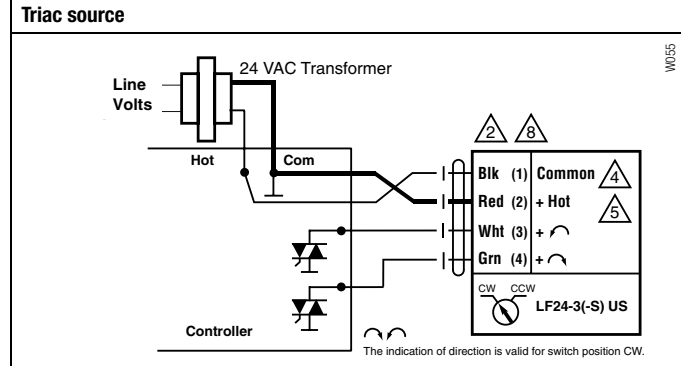 Triac source
W055
24 VAC Transformer
Line
Volts
Hot
Com
2
8
Blk (1) Common
4
Red (2) + Hot
5
Wht (3) +
Grn (4) +
CW CCW
LF24-3(-S) US
Controller
The indication of direction is valid for switch position CW.